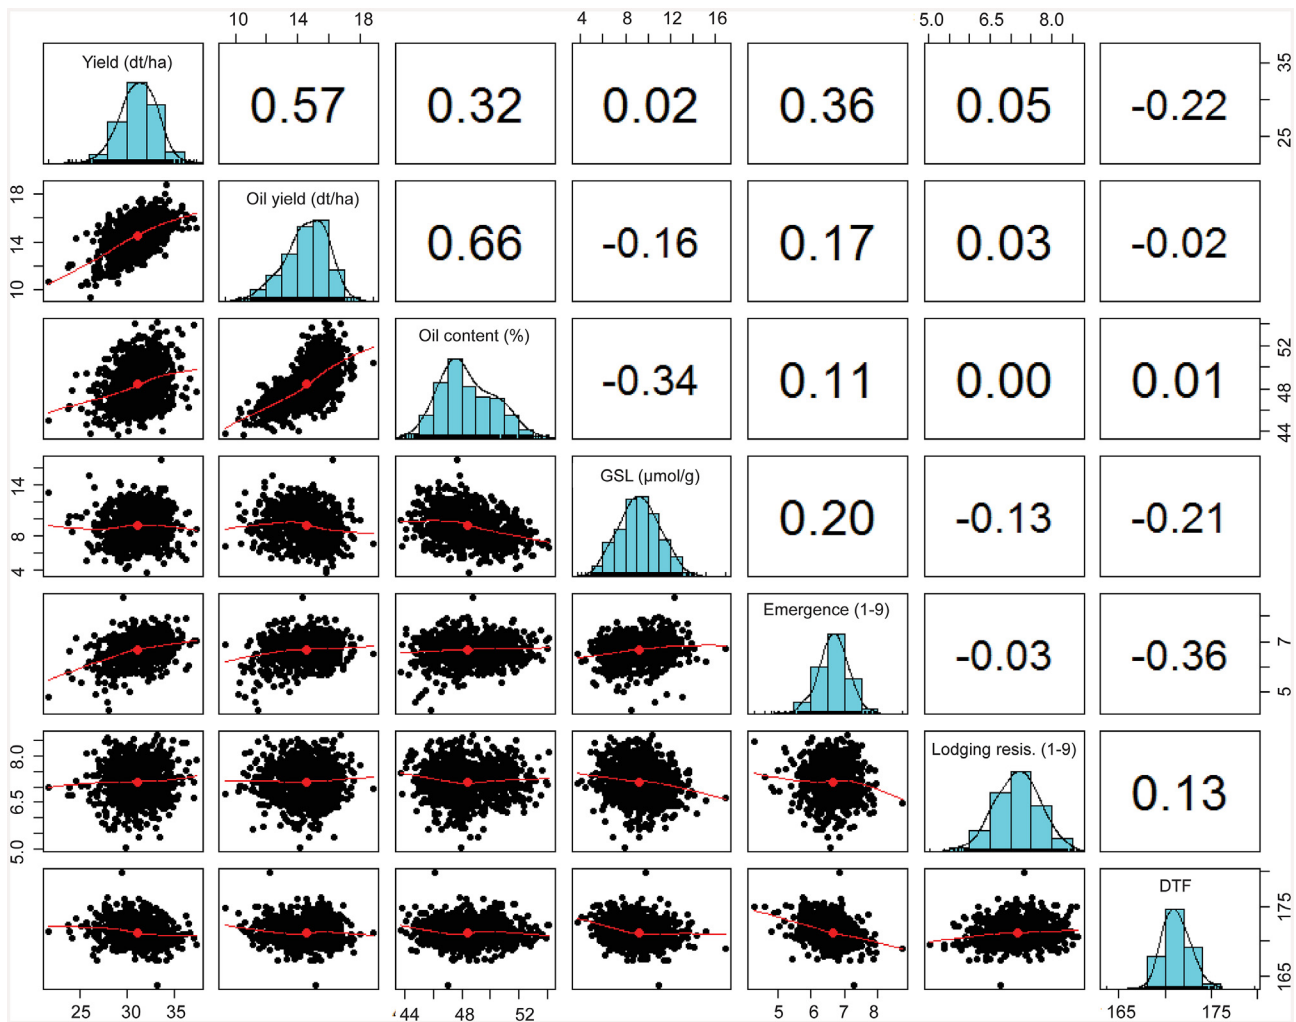 10 14 18 4 8 12 16 5.0 6.5 8.0
Yield (dt/ha) 0.57 0.32 0.02 0.36 0.05 -0.22 25 35
10 14 18 Oil yield (dt/ha) 0.66 -0.16 0.17 0.03 -0.02
Oil content (%) -0.34 0.11 0.00 0.01 44 48 52
4 8 14 GSL (µmol/g) 0.20 -0.13 -0.21
Emergence (1-9) -0.03 -0.36 5 7
5.0 6.5 8.0 Lodging resis. (1-9) 0.13
DTF 165 175
25 30 35 44 48 52 5 6 7 8 165 175